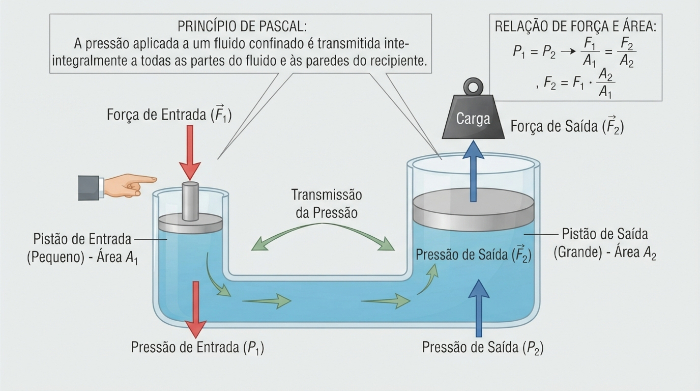 PRINCÍPIO DE PASCAL:
A pressão aplicada a um fluido confinado é transmitida inte-
integralmente a todas as partes do fluido e às paredes do recipiente.
RELAÇÃO DE FORÇA E ÁREA:
P₁ = P₂ → F₁/A₁ = F₂/A₂
, F₂ = F₁ · A₂/A₁
Força de Entrada (F⃗₁)
Carga
Força de Saída (F⃗₂)
Transmissão
da Pressão
Pistão de Entrada
(Pequeno) - Área A₁
Pistão de Saída
(Grande) - Área A₂
Pressão de Saída (F⃗₂)
Pressão de Entrada (P₁)
Pressão de Saída (P₂)